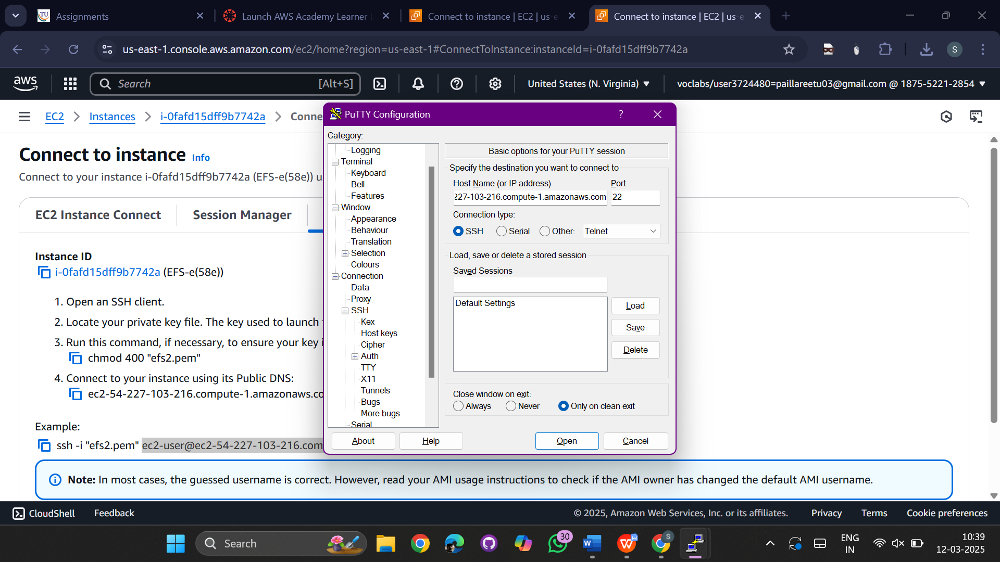 Assignments
Launch AWS Academy Learner
Connect to instance | EC2 | us-e
Connect to instance | EC2 | us-e
us-east-1.console.aws.amazon.com/ec2/home?region=us-east-1#ConnectToInstance:instanceId=i-0fafd15dff9b7742a
S
aws
Search
[Alt+S]
United States (N. Virginia)
voclabs/user3724480=paillareetu03@gmail.com @ 1875-5221-2854
EC2
Instances
i-0fafd15dff9b7742a
Conne
Connect to instance Info
Connect to your instance i-0fafd15dff9b7742a (EFS-e(58e)) u
EC2 Instance Connect
Session Manager
Instance ID
i-0fafd15dff9b7742a (EFS-e(58e))
1. Open an SSH client.
2. Locate your private key file. The key used to launch
3. Run this command, if necessary, to ensure your key i
chmod 400 "efs2.pem"
4. Connect to your instance using its Public DNS:
ec2-54-227-103-216.compute-1.amazonaws.co
Example:
ssh -i "efs2.pem" ec2-user@ec2-54-227-103-216.com
Note: In most cases, the guessed username is correct. However, read your AMI usage instructions to check if the AMI owner has changed the default AMI username.
PuTTY Configuration
?
Category:
Logging
Terminal
Keyboard
Bell
Features
Window
Appearance
Behaviour
Translation
Selection
Colours
Connection
Data
Proxy
SSH
Kex
Host keys
Cipher
Auth
TTY
X11
Tunnels
Bugs
More bugs
Serial
Basic options for your PuTTY session
Specify the destination you want to connect to
Host Name (or IP address)
Port
227-103-216.compute-1.amazonaws.com
22
Connection type:
SSH
Serial
Other:
Telnet
Load, save or delete a stored session
Saved Sessions
Default Settings
Load
Save
Delete
Close window on exit:
Always
Never
Only on clean exit
About
Help
Open
Cancel
CloudShell
Feedback
© 2025, Amazon Web Services, Inc. or its affiliates.
Privacy
Terms
Cookie preferences
Search
30
S
ENG
IN
10:39
12-03-2025